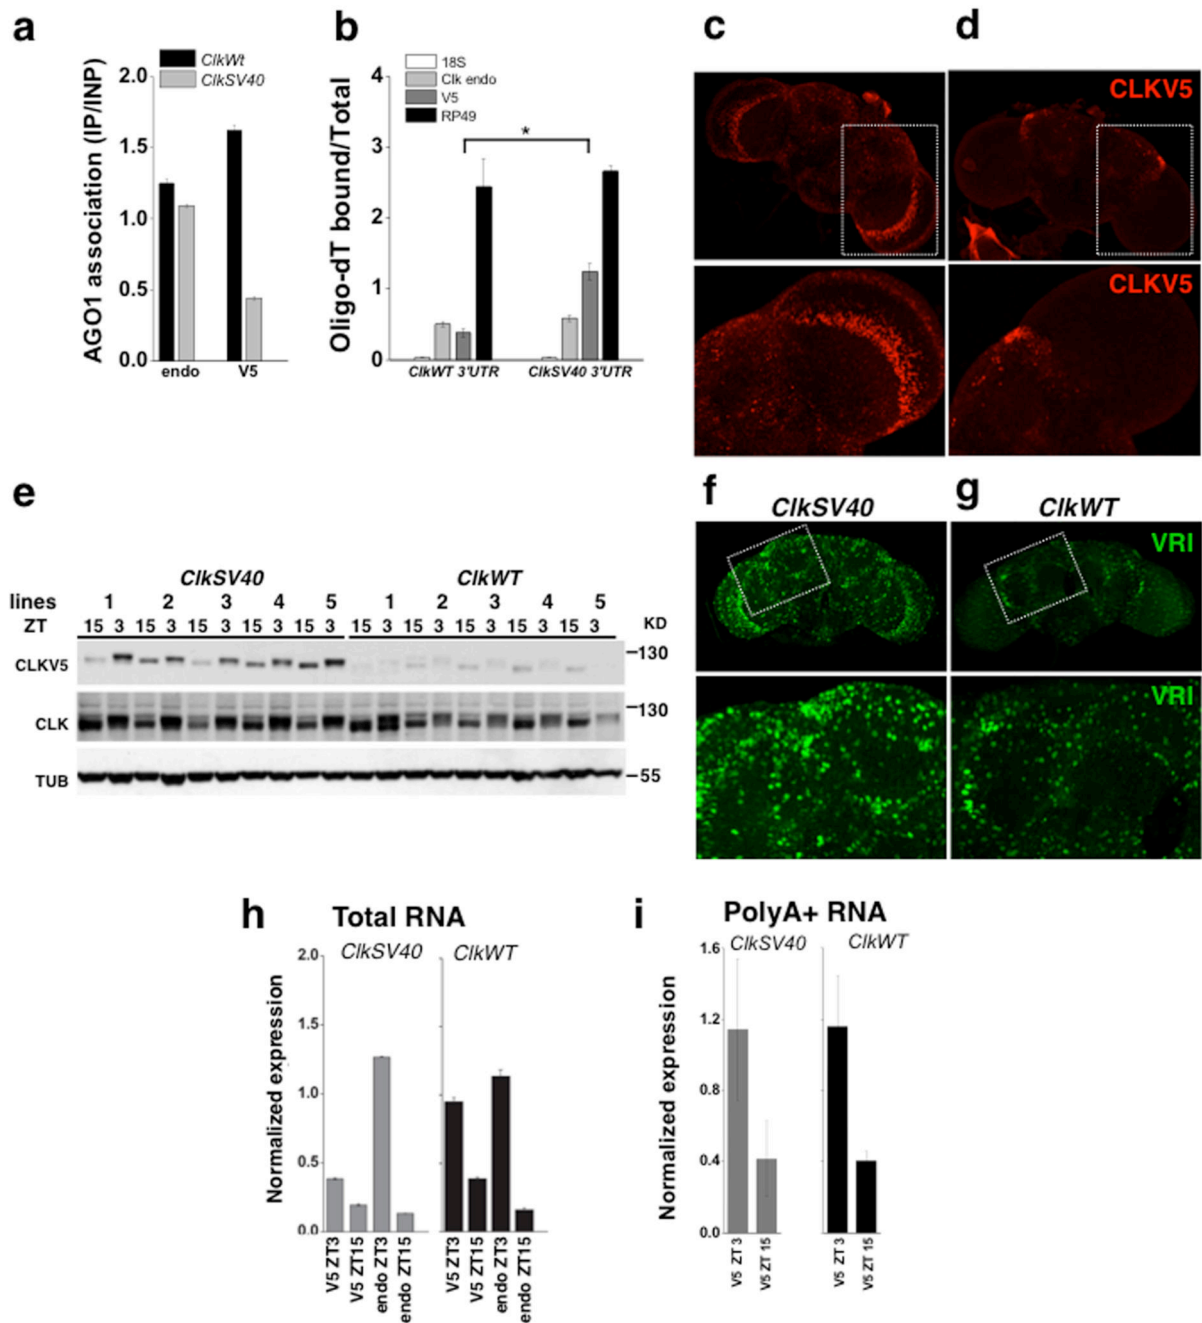 a
ClkWt
ClkSV40
AGO1 association (IP/INP)
2.0
1.5
1.0
0.5
0.0
endo V5
b
18S
Clk endo
V5
RP49
Oligo-dT bound/Total
4
3
2
1
0
*
ClkWT 3'UTR ClkSV40 3'UTR
c
d
CLKV5
CLKV5
e
ClkSV40 ClkWT
lines 1 2 3 4 5 1 2 3 4 5
ZT 15 3 15 3 15 3 15 3 15 3 15 3 15 3 15 3 15 3 15 3 KD
CLKV5 –130
CLK –130
TUB –55
f
ClkSV40
g
ClkWT
VRI
VRI
h
Total RNA
ClkSV40 ClkWT
Normalized expression
2.0
1.5
1.0
0.5
0.0
V5 ZT3
V5 ZT15
endo ZT3
endo ZT15
V5 ZT3
V5 ZT15
endo ZT3
endo ZT15
i
PolyA+ RNA
ClkSV40 ClkWT
Normalized expression
1.6
1.2
0.8
0.4
0.0
V5 ZT 3
V5 ZT 15
V5 ZT 3
V5 ZT 15